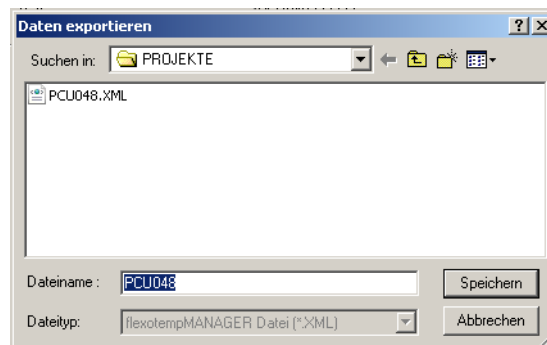 Daten exportieren
Suchen in: PROJEKTE
PCU048.XML
Dateiname : PCU048 Speichern
Dateityp: flexotempMANAGER Datei (*.XML) Abbrechen